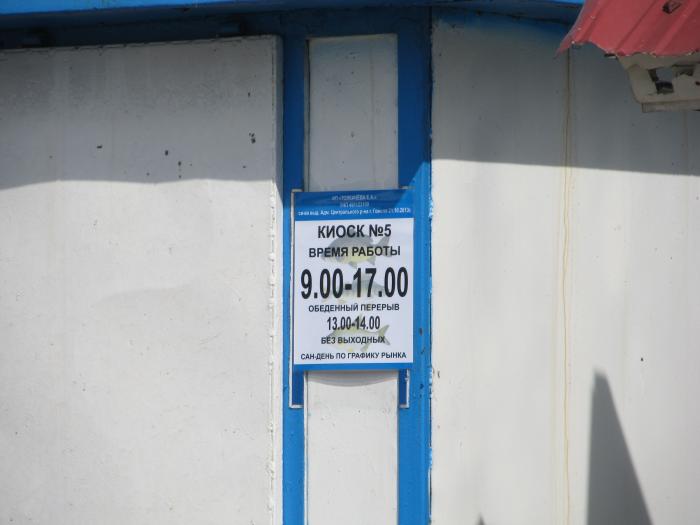 КИОСК №5
ВРЕМЯ РАБОТЫ
9.00-17.00
ОБЕДЕННЫЙ ПЕРЕРЫВ
13.00-14.00
БЕЗ ВЫХОДНЫХ
САН-ДЕНЬ ПО ГРАФИКУ РЫНКА